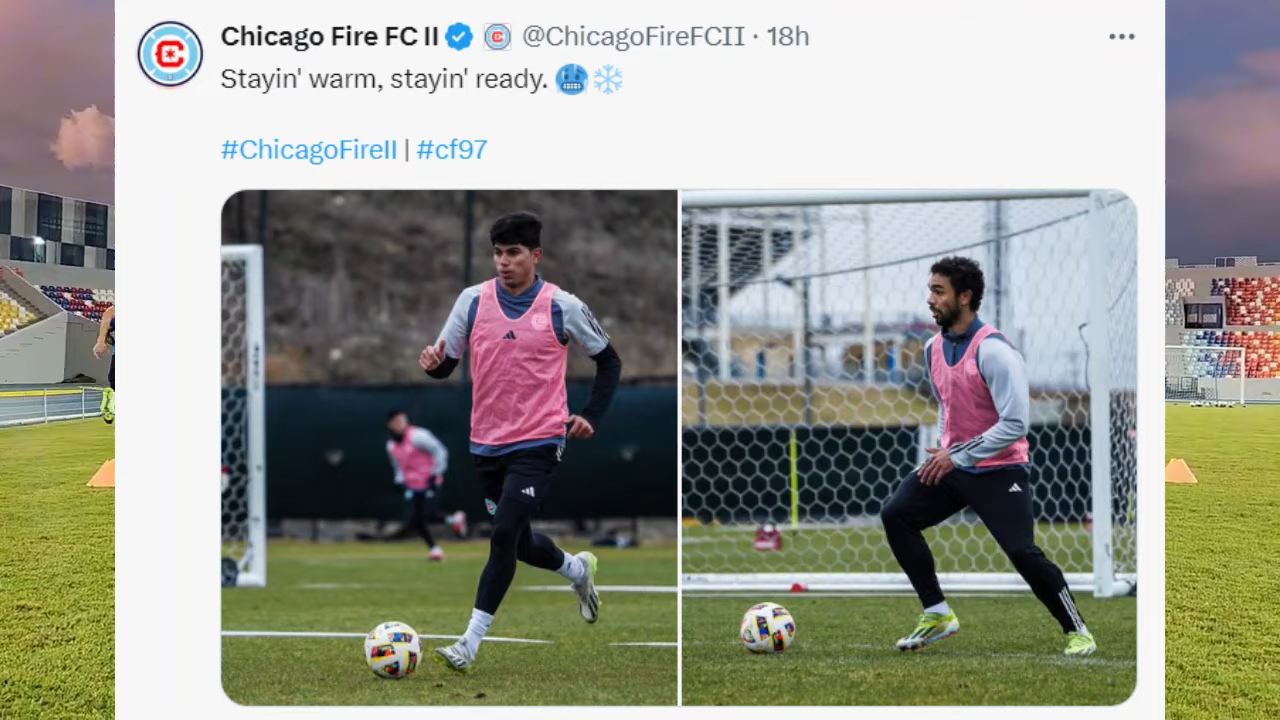 Chicago Fire FC II @ChicagoFireFCII · 18h
Stayin' warm, stayin' ready. 🥶❄️
#ChicagoFireII | #cf97